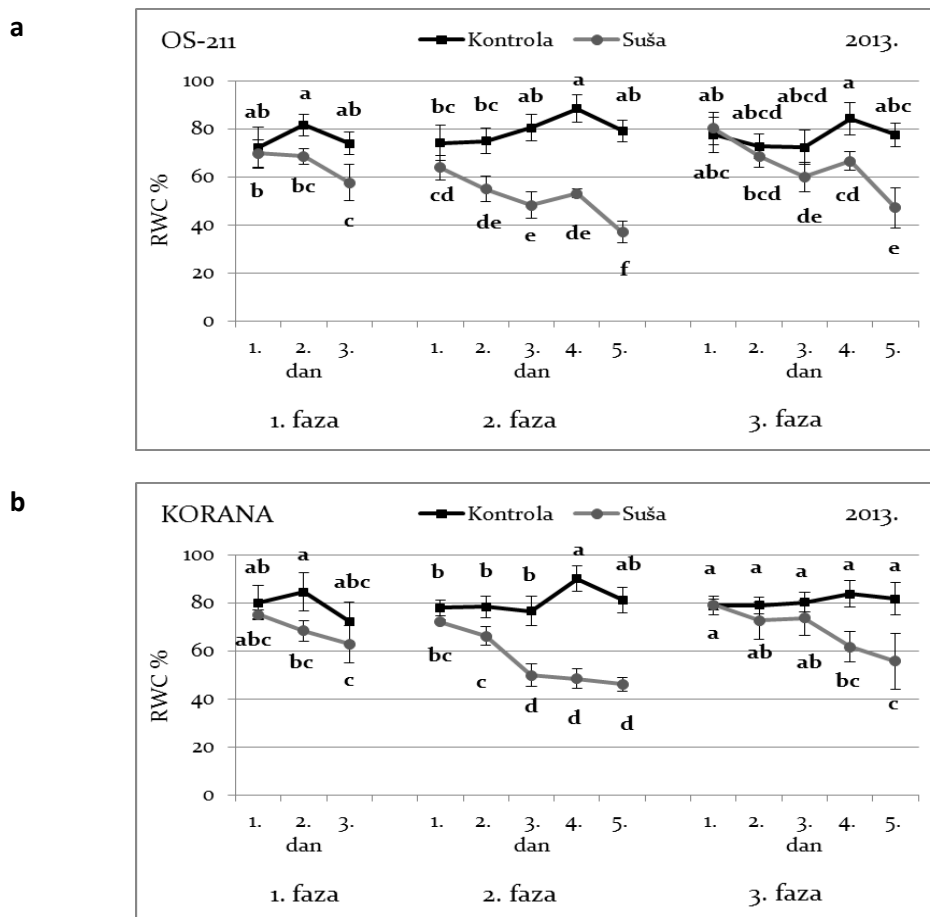 a
OS-211 Kontrola Suša 2013.
RWC %
100
80
60
40
20
0
ab a ab bc bc ab a ab ab abcd abcd a abc
b bc c cd de e de f abc bcd de cd e
1. 2. 3. 1. 2. 3. 4. 5. 1. 2. 3. 4. 5.
dan dan dan
1. faza 2. faza 3. faza
b
KORANA Kontrola Suša 2013.
RWC %
100
80
60
40
20
0
ab a abc b b b a ab a a a a a
abc bc c bc c d d d a ab ab bc c
1. 2. 3. 1. 2. 3. 4. 5. 1. 2. 3. 4. 5.
dan dan dan
1. faza 2. faza 3. faza